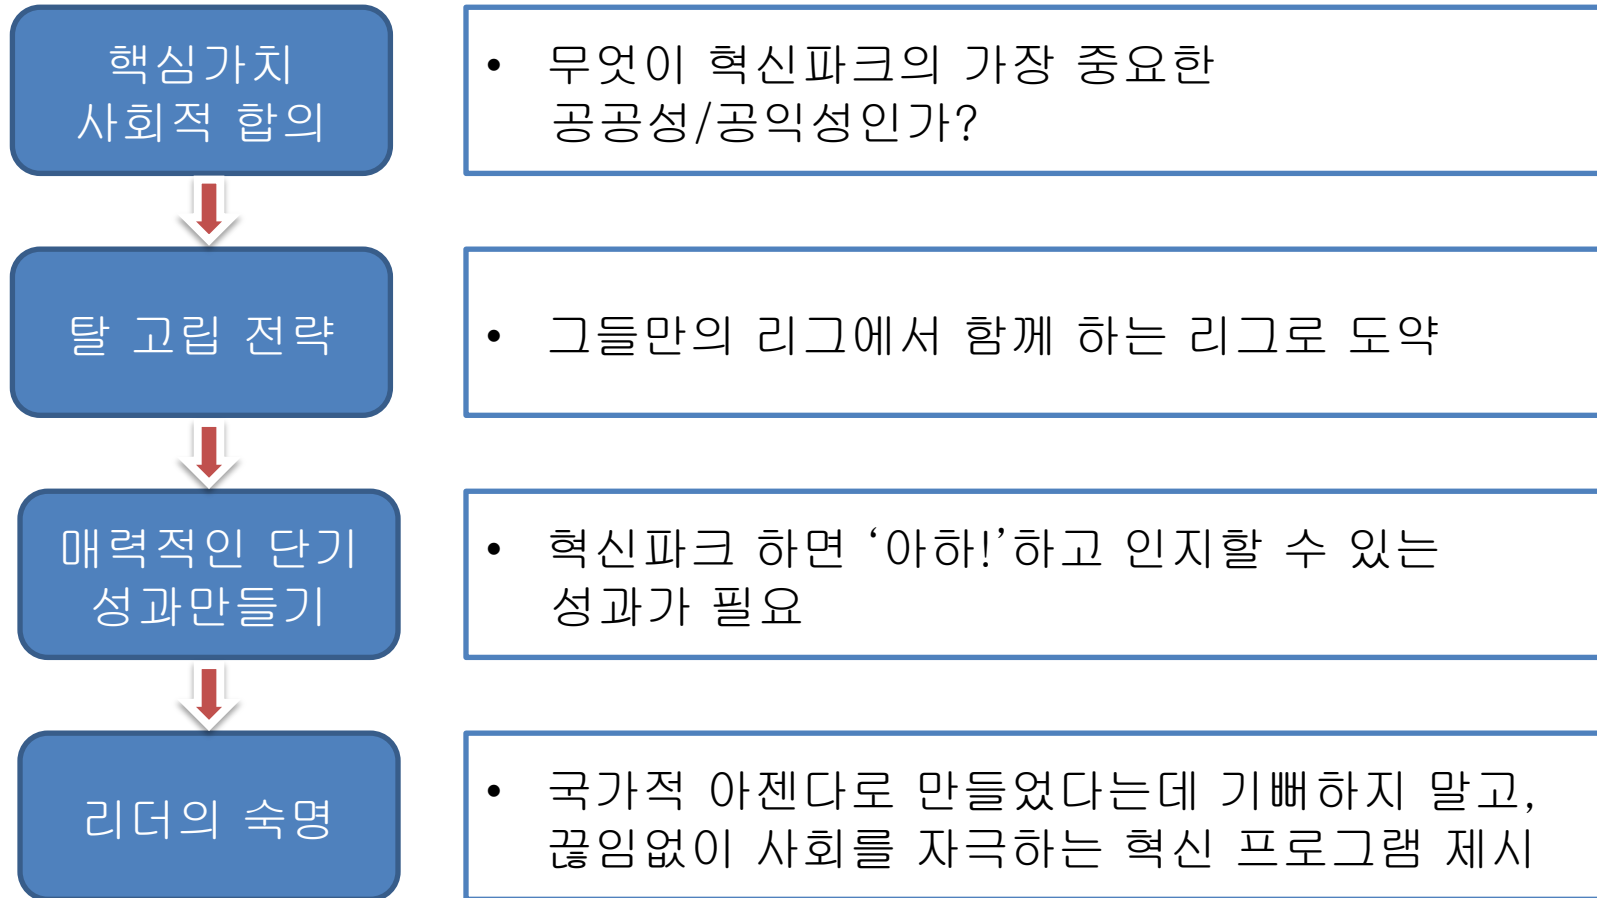 핵심가치
사회적 합의
• 무엇이 혁신파크의 가장 중요한
공공성/공익성인가?
탈 고립 전략
• 그들만의 리그에서 함께 하는 리그로 도약
매력적인 단기
성과만들기
• 혁신파크 하면 ‘아하!’하고 인지할 수 있는
성과가 필요
리더의 숙명
• 국가적 아젠다로 만들었다는데 기뻐하지 말고,
끊임없이 사회를 자극하는 혁신 프로그램 제시